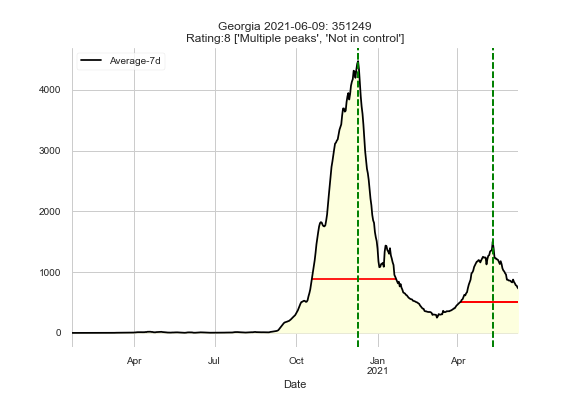 Georgia 2021-06-09: 351249
Rating:8 ['Multiple peaks', 'Not in control']
Average-7d
4000
3000
2000
1000
0
Apr
Jul
Oct
Jan
2021
Apr
Date